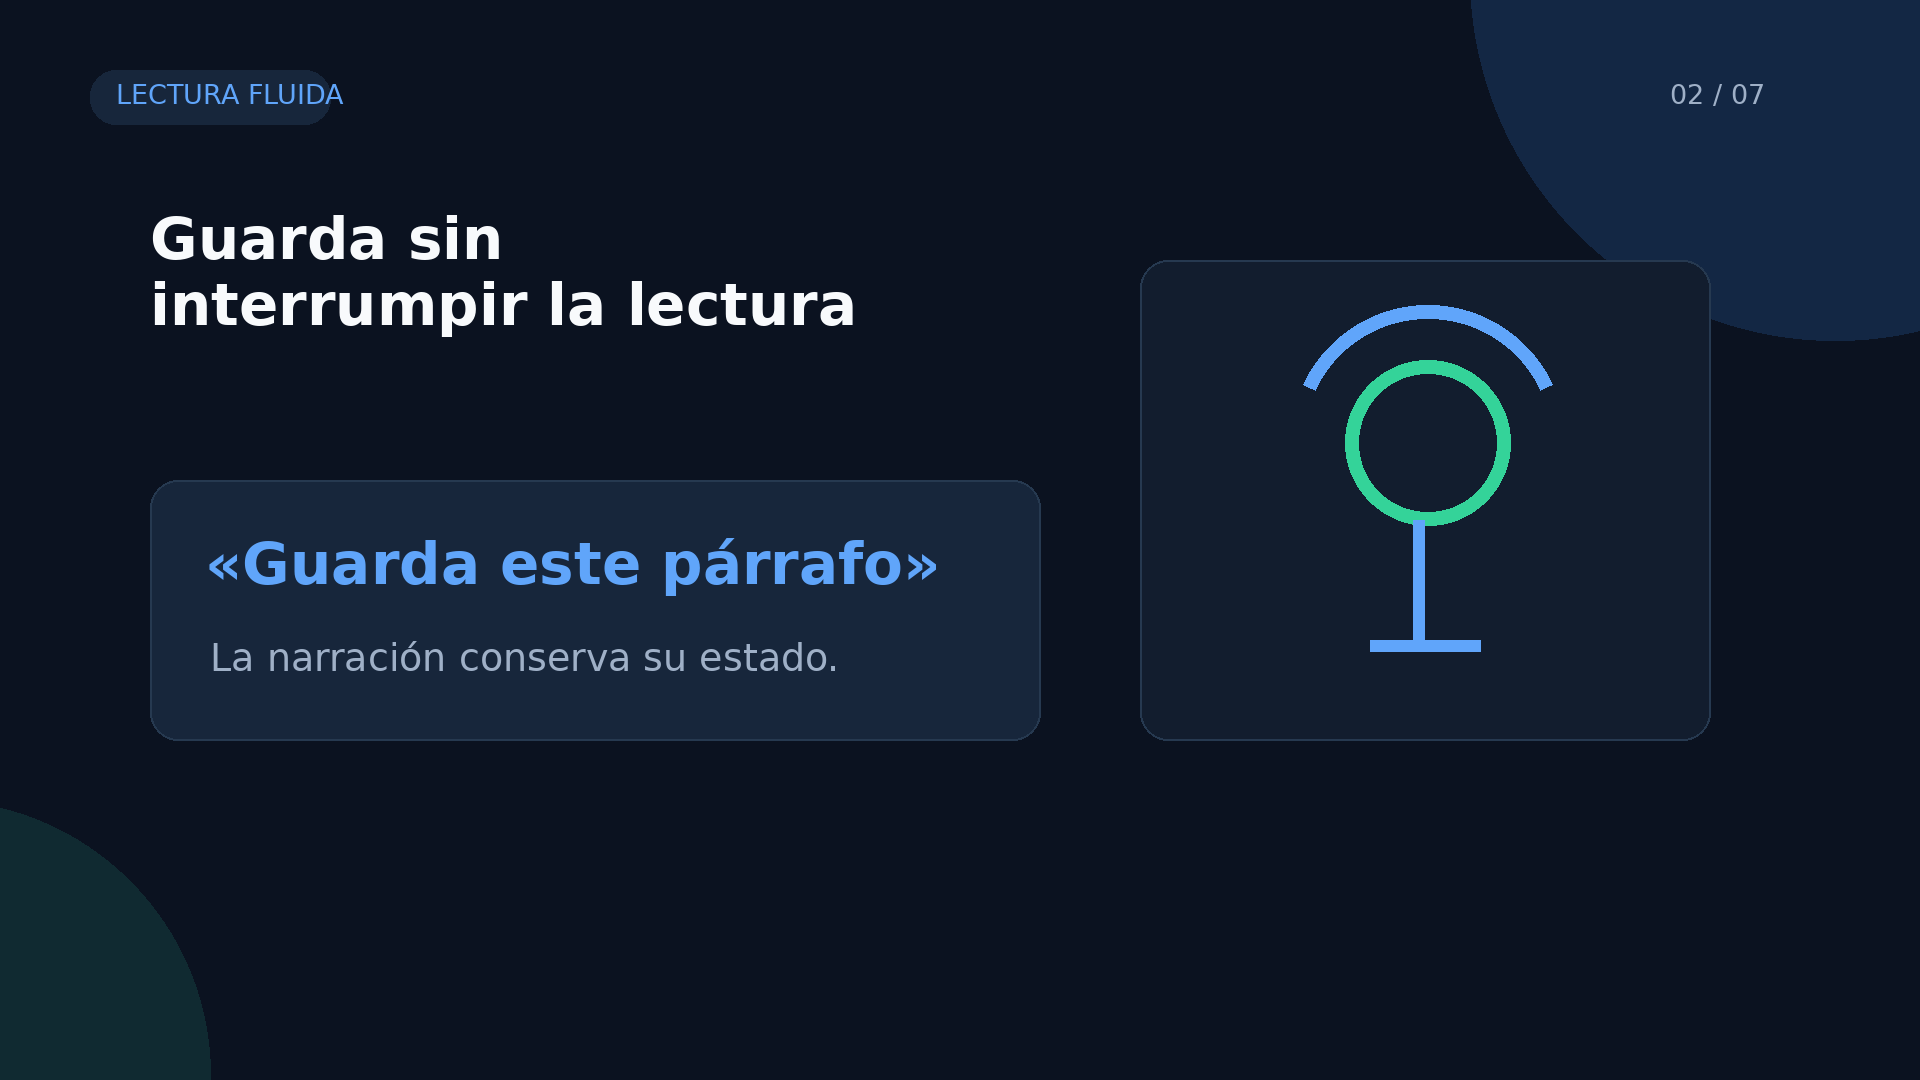 LECTURA FLUIDA
02 / 07
Guarda sin
interrumpir la lectura
«Guarda este párrafo»
La narración conserva su estado.